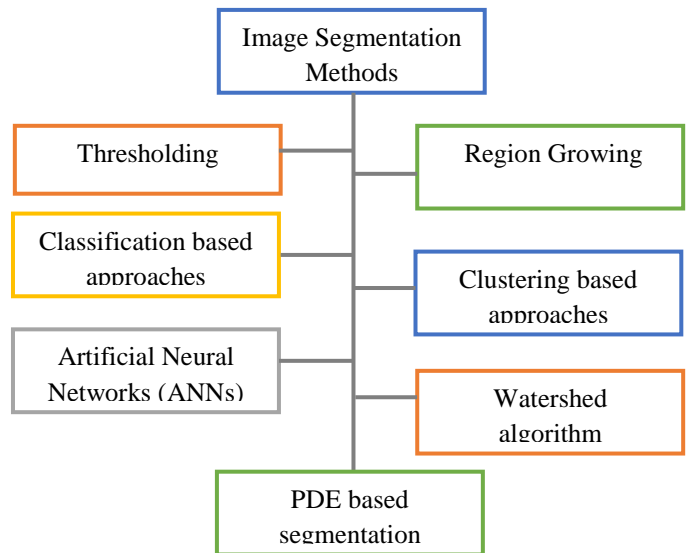 Image Segmentation
Methods
Thresholding
Region Growing
Classification based
approaches
Clustering based
approaches
Artificial Neural
Networks (ANNs)
Watershed
algorithm
PDE based
segmentation